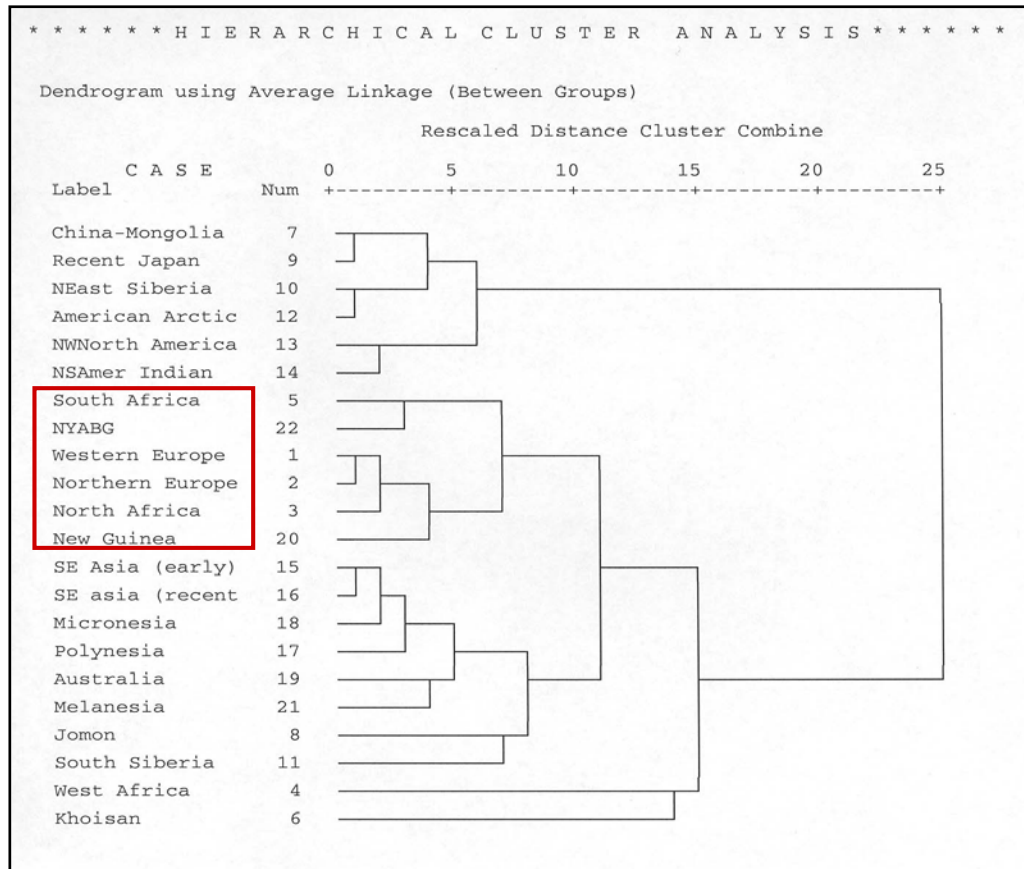 * * * * * * H I E R A R C H I C A L C L U S T E R A N A L Y S I S * * * * * *
Dendrogram using Average Linkage (Between Groups)
Rescaled Distance Cluster Combine
C A S E 0 5 10 15 20 25
Label Num +---------+---------+---------+---------+---------+
China-Mongolia 7
Recent Japan 9
NEast Siberia 10
American Arctic 12
NWNorth America 13
NSAmer Indian 14
South Africa 5
NYABG 22
Western Europe 1
Northern Europe 2
North Africa 3
New Guinea 20
SE Asia (early) 15
SE asia (recent 16
Micronesia 18
Polynesia 17
Australia 19
Melanesia 21
Jomon 8
South Siberia 11
West Africa 4
Khoisan 6